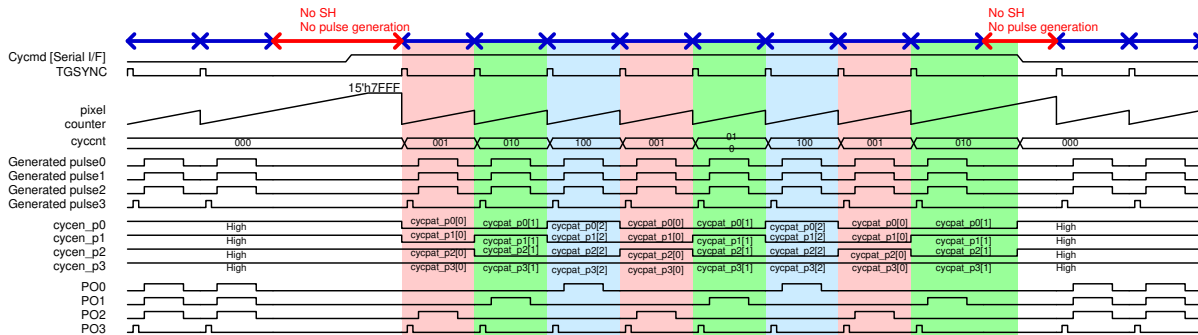 No SH
No pulse generation
No SH
No pulse generation
Cycmd [Serial I/F]
TGSYNC
15'h7FFF
pixel
counter
cyccnt 000 001 010 100 001 010 100 001 010 000
Generated pulse0
Generated pulse1
Generated pulse2
Generated pulse3
cycen_p0 High cycpat_p0[0] cycpat_p0[1] cycpat_p0[2] cycpat_p0[0] cycpat_p0[1] cycpat_p0[2] cycpat_p0[0] cycpat_p0[1] High
cycen_p1 High cycpat_p1[0] cycpat_p1[1] cycpat_p1[2] cycpat_p1[0] cycpat_p1[1] cycpat_p1[2] cycpat_p1[0] cycpat_p1[1] High
cycen_p2 High cycpat_p2[0] cycpat_p2[1] cycpat_p2[2] cycpat_p2[0] cycpat_p2[1] cycpat_p2[2] cycpat_p2[0] cycpat_p2[1] High
cycen_p3 High cycpat_p3[0] cycpat_p3[1] cycpat_p3[2] cycpat_p3[0] cycpat_p3[1] cycpat_p3[2] cycpat_p3[0] cycpat_p3[1] High
PO0
PO1
PO2
PO3